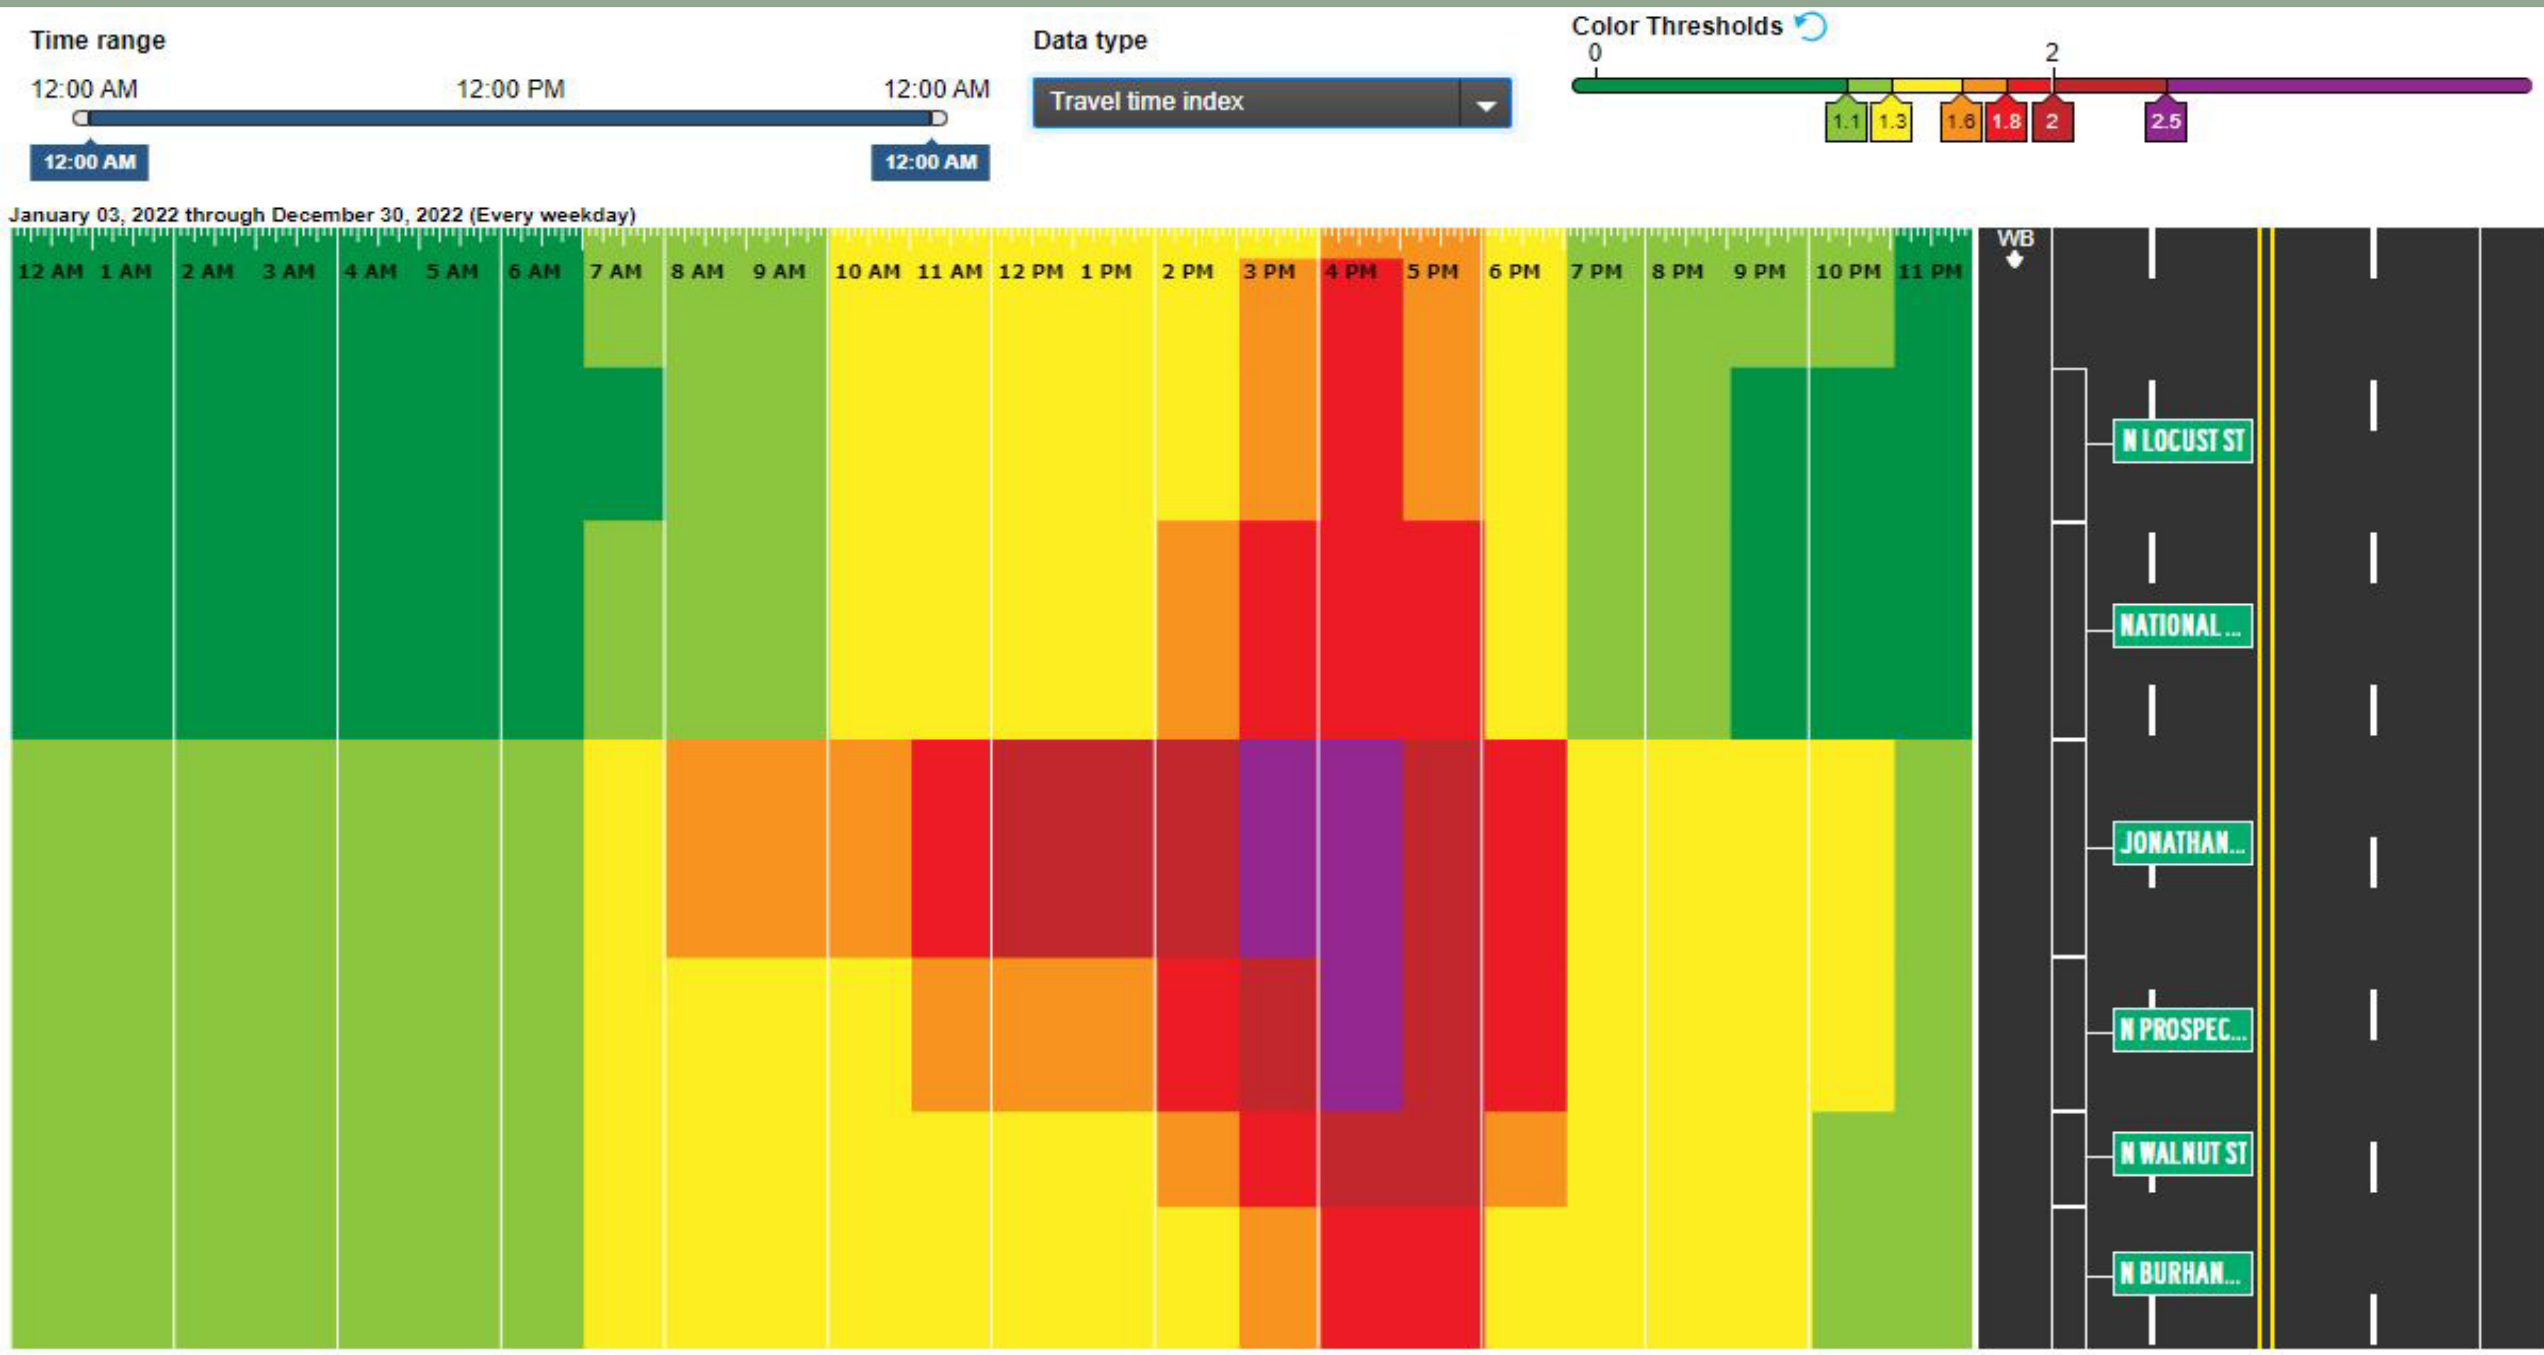 Time range
12:00 AM 12:00 PM 12:00 AM
12:00 AM 12:00 AM
Data type
Travel time index
Color Thresholds
0 2
1.1 1.3 1.6 1.8 2 2.5
January 03, 2022 through December 30, 2022 (Every weekday)
12 AM 1 AM 2 AM 3 AM 4 AM 5 AM 6 AM 7 AM 8 AM 9 AM 10 AM 11 AM 12 PM 1 PM 2 PM 3 PM 4 PM 5 PM 6 PM 7 PM 8 PM 9 PM 10 PM 11 PM
WB
N LOCUST ST
NATIONAL...
JONATHAN...
N PROSPEC...
N WALNUT ST
N BURHAN...